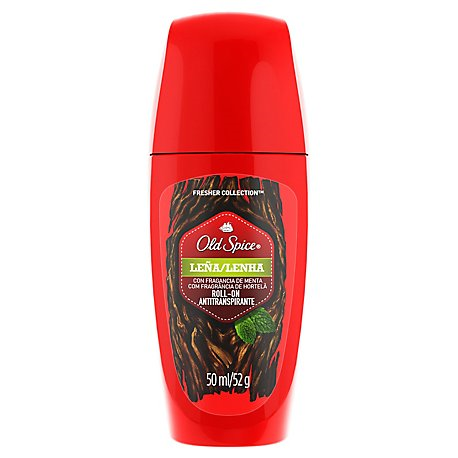 FRESHER COLLECTION™
Old Spice®
LEÑA/LENHA
CON FRAGANCIA DE MENTA
COM FRAGRÂNCIA DE HORTELÃ
ROLL-ON
ANTITRANSPIRANTE
50 ml/52 g